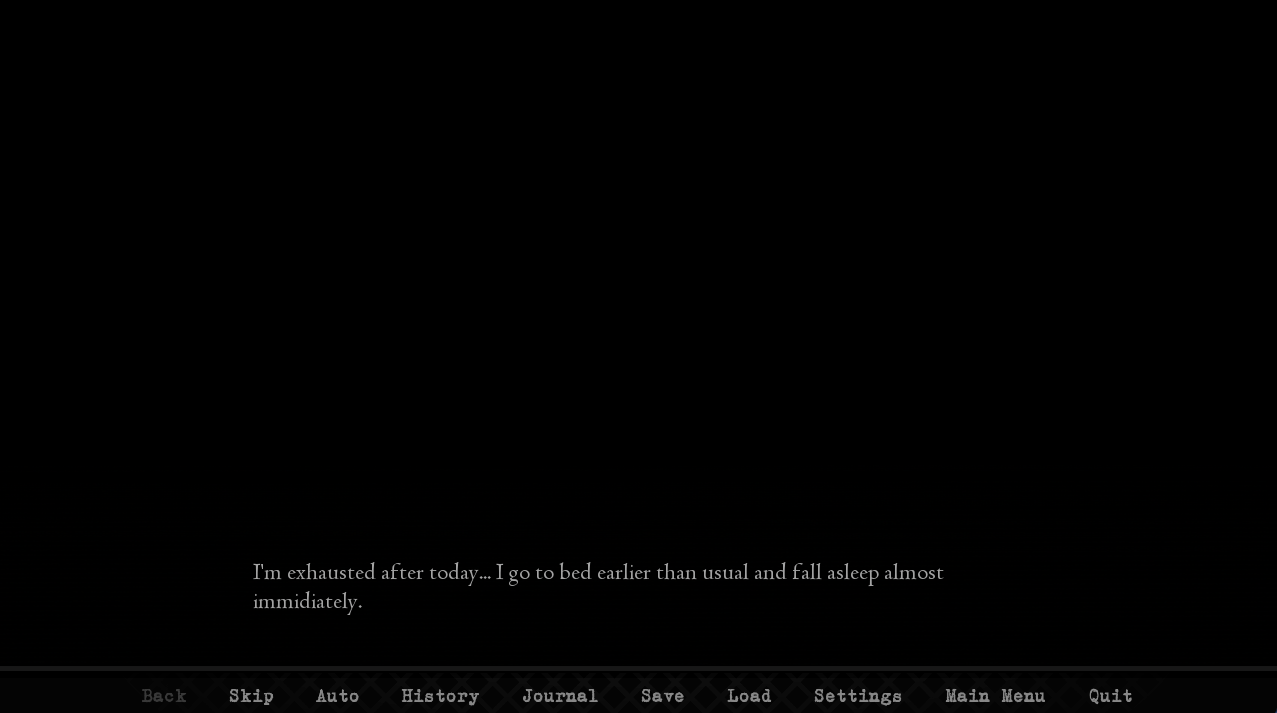 I'm exhausted after today... I go to bed earlier than usual and fall asleep almost
immidiately.
Back Skip Auto History Journal Save Load Settings Main Menu Quit